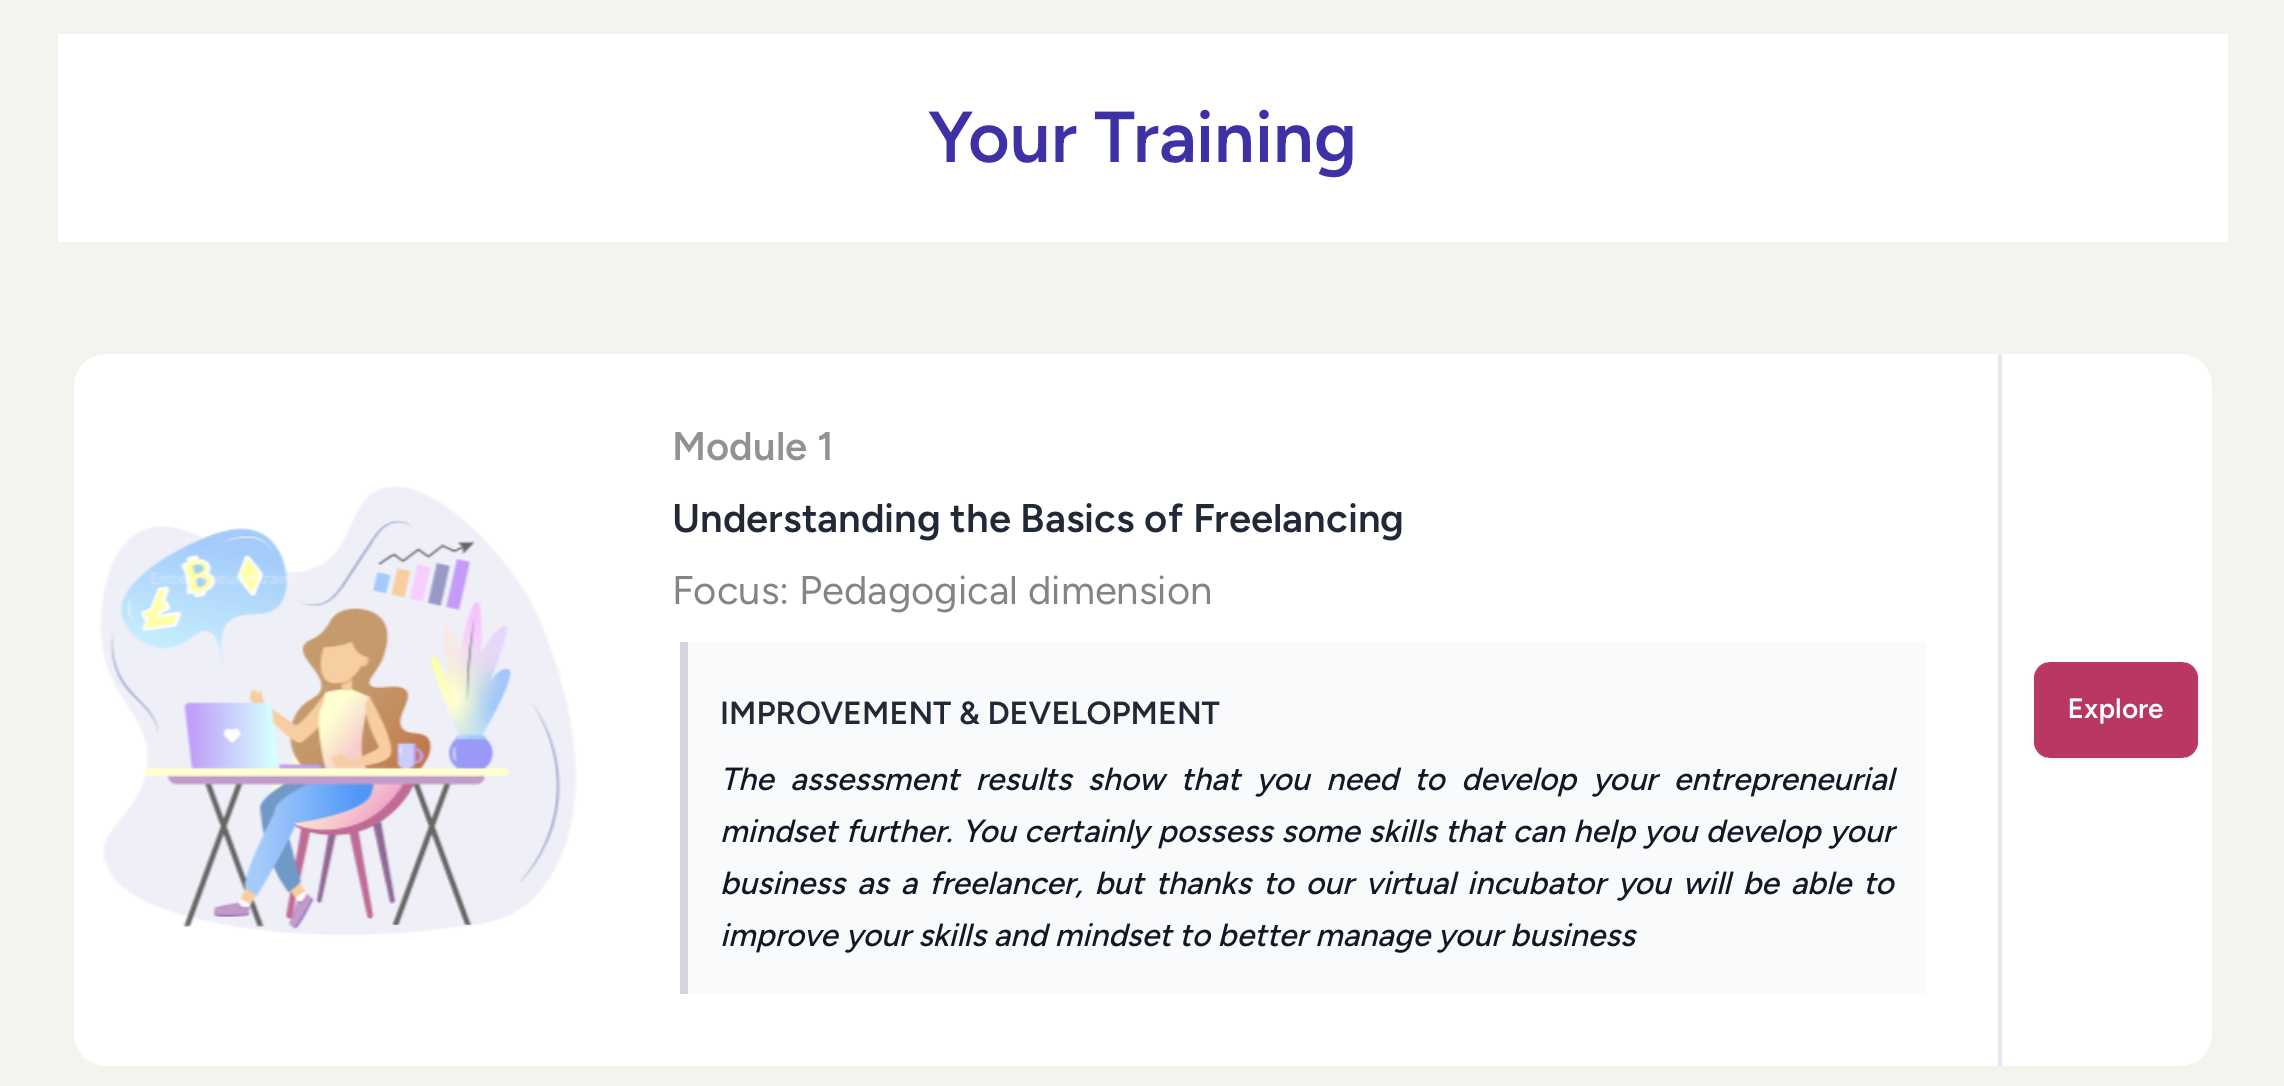 Your Training
Module 1
Understanding the Basics of Freelancing
Focus: Pedagogical dimension
IMPROVEMENT & DEVELOPMENT
The assessment results show that you need to develop your entrepreneurial
mindset further. You certainly possess some skills that can help you develop your
business as a freelancer, but thanks to our virtual incubator you will be able to
improve your skills and mindset to better manage your business
Explore